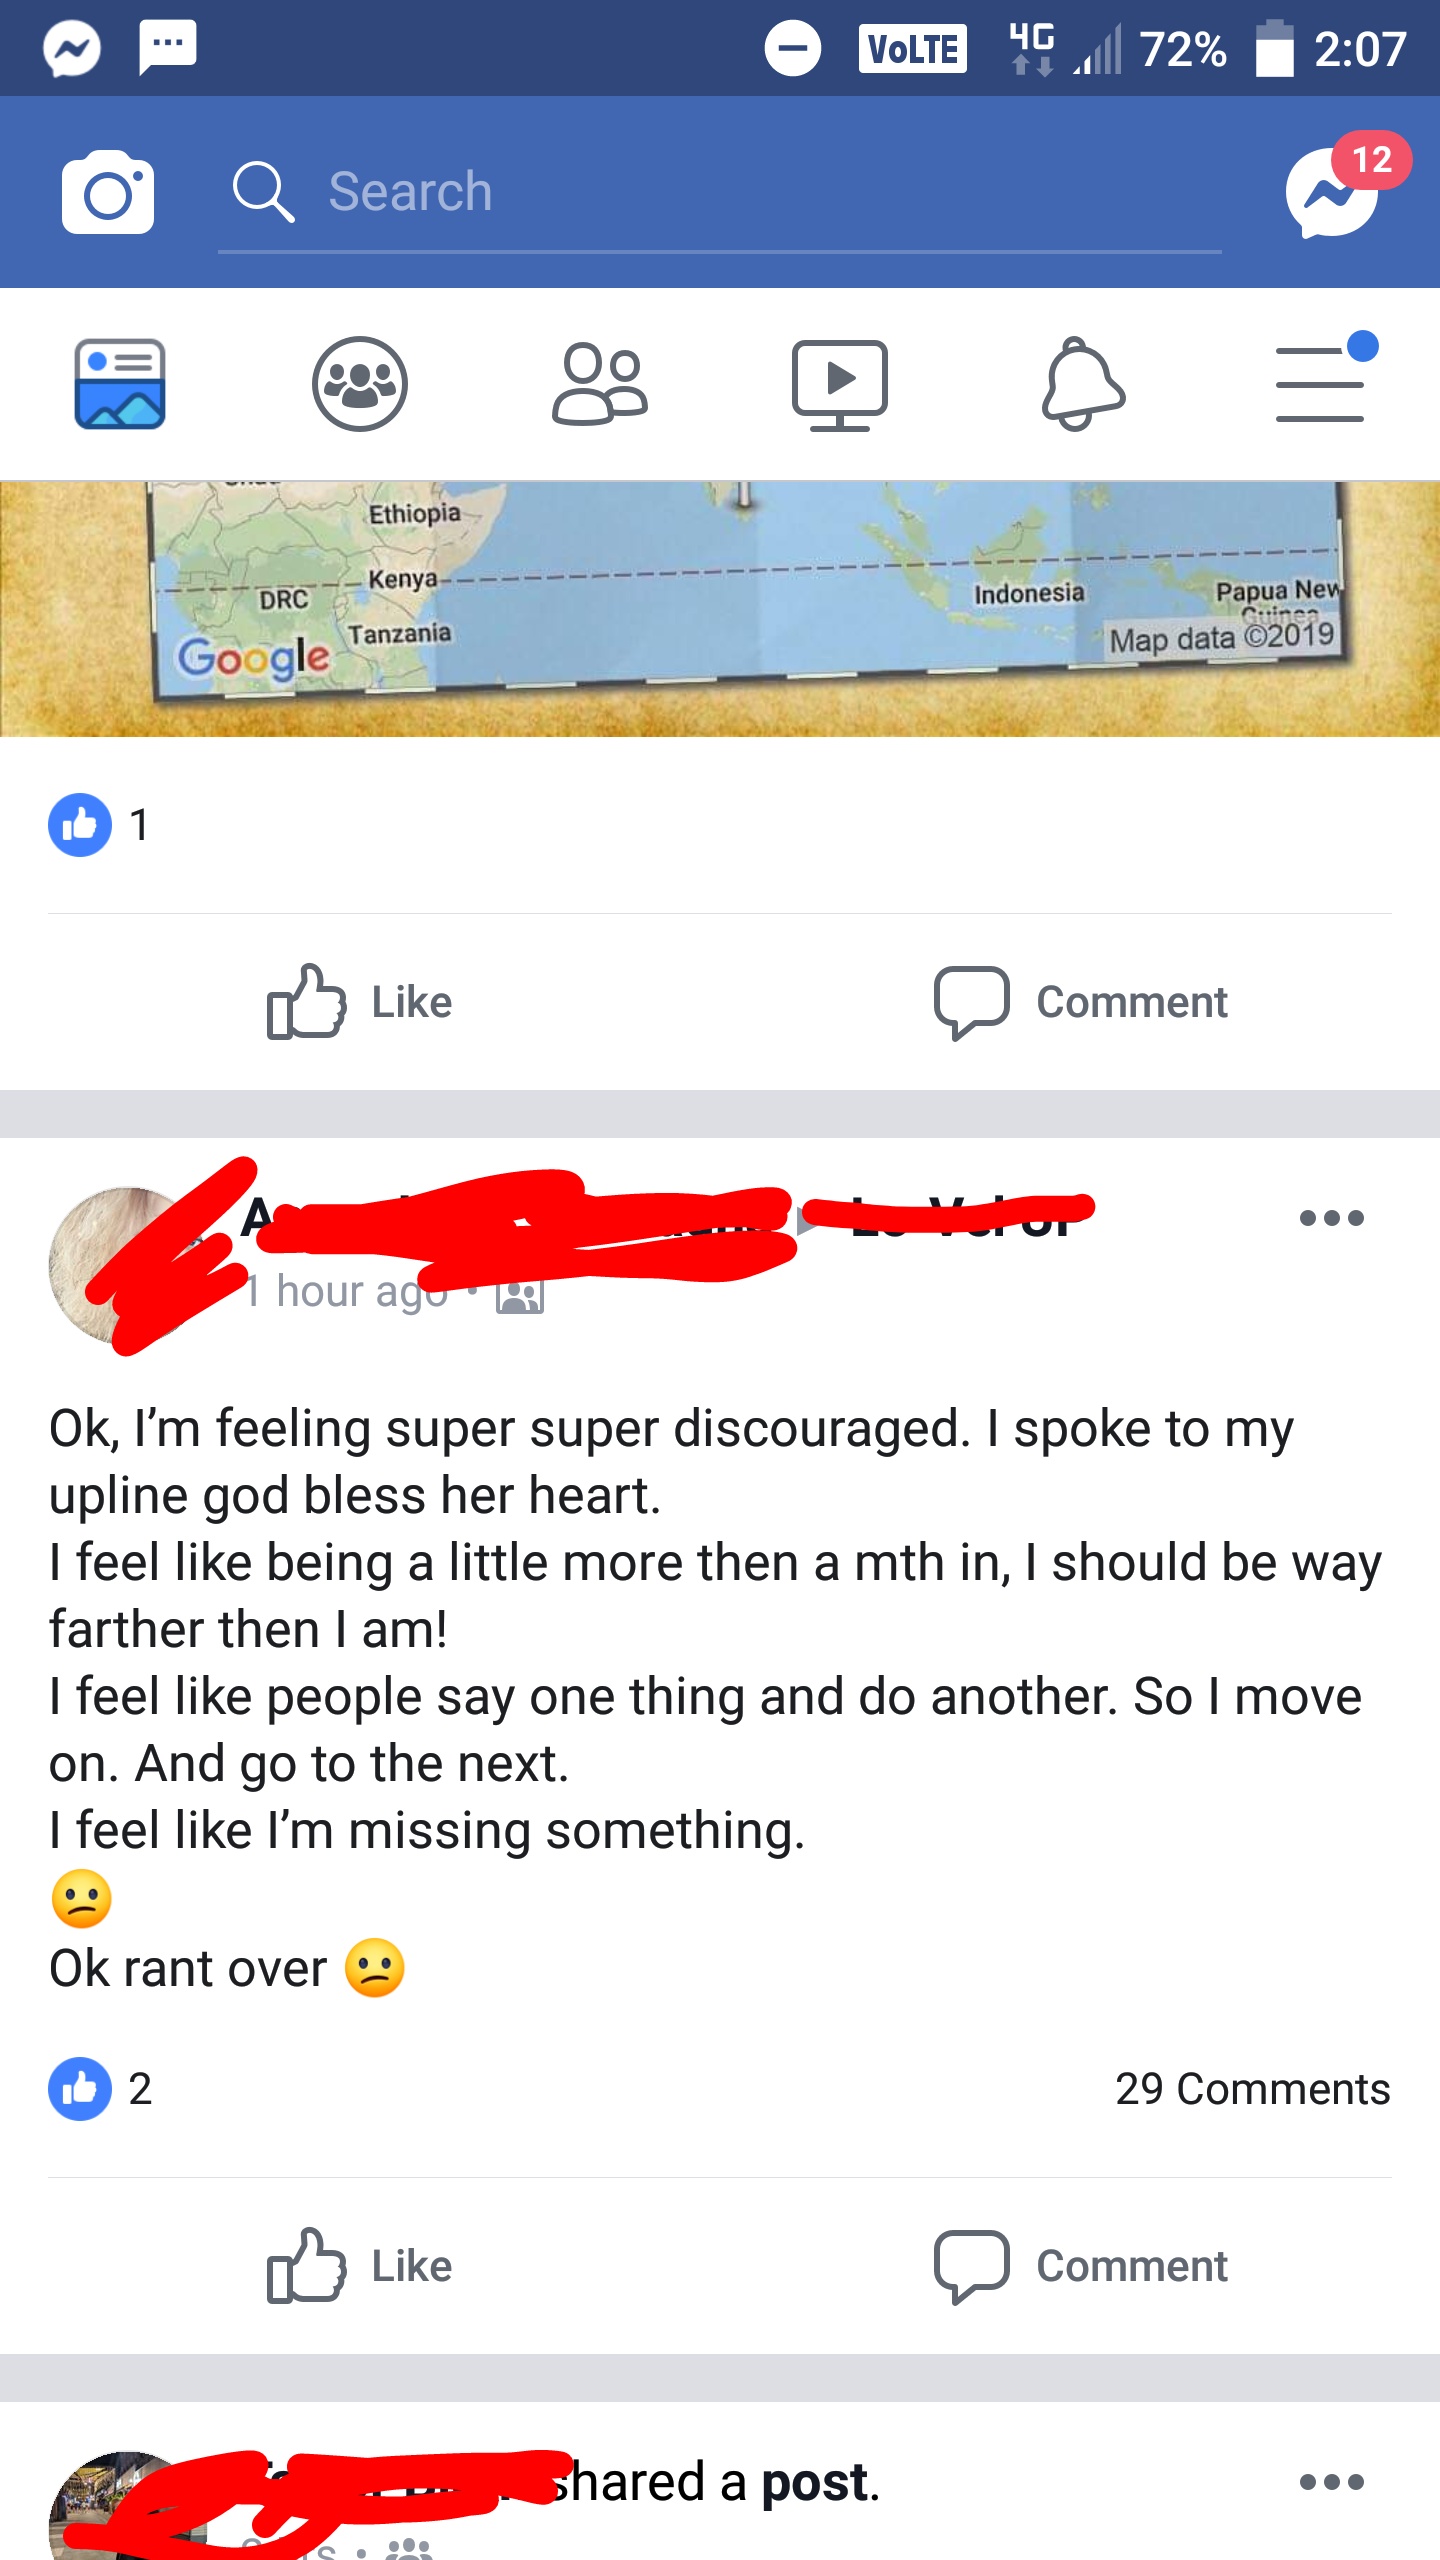 VoLTE 4G 72% 2:07
Search
12
Ethiopia
Kenya
DRC
Indonesia
Papua New
Guinea
Tanzania
Google
Map data ©2019
1
Like Comment
1 hour ago
Ok, I’m feeling super super discouraged. I spoke to my
upline god bless her heart.
I feel like being a little more then a mth in, I should be way
farther then I am!
I feel like people say one thing and do another. So I move
on. And go to the next.
I feel like I’m missing something.
😕
Ok rant over 😕
2 29 Comments
Like Comment
shared a post.